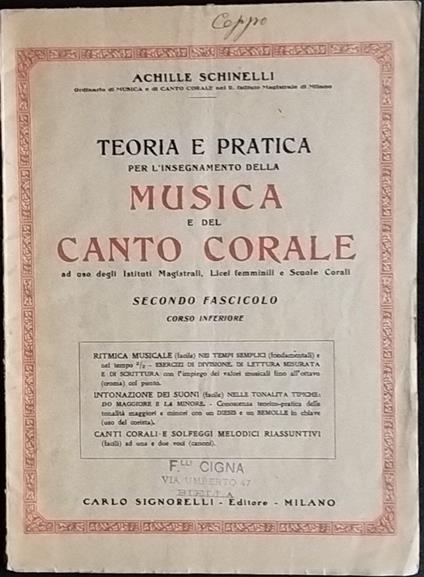 Coppo
ACHILLE SCHINELLI
Ordinario di MUSICA e di CANTO CORALE nel R. Istituto Magistrale di Milano
TEORIA E PRATICA
PER L'INSEGNAMENTO DELLA
MUSICA
E DEL
CANTO CORALE
ad uso degli Istituti Magistrali, Licei femminili e Scuole Corali
SECONDO FASCICOLO
CORSO INFERIORE
RITMICA MUSICALE (facile) NEI TEMPI SEMPLICI (fondamentali) e
nel tempo 2/2 - ESERCIZI DI DIVISIONE, DI LETTURA MISURATA
E DI SCRITTURA con l'impiego dei valori musicali fino all'ottavo
(croma) col punto.
INTONAZIONE DEI SUONI (facile) NELLE TONALITÀ TIPICHE:
DO MAGGIORE E LA MINORE. - Conoscenza teorico-pratica delle
tonalità maggiori e minori con un DIESIS e un BEMOLLE in chiave
(uso del corista).
CANTI CORALI E SOLFEGGI MELODICI RIASSUNTIVI
(facili) ad una e due voci (canoni).
F.LLI CIGNA
VIA UMBERTO 47
BIELLA
CARLO SIGNORELLI - Editore - MILANO